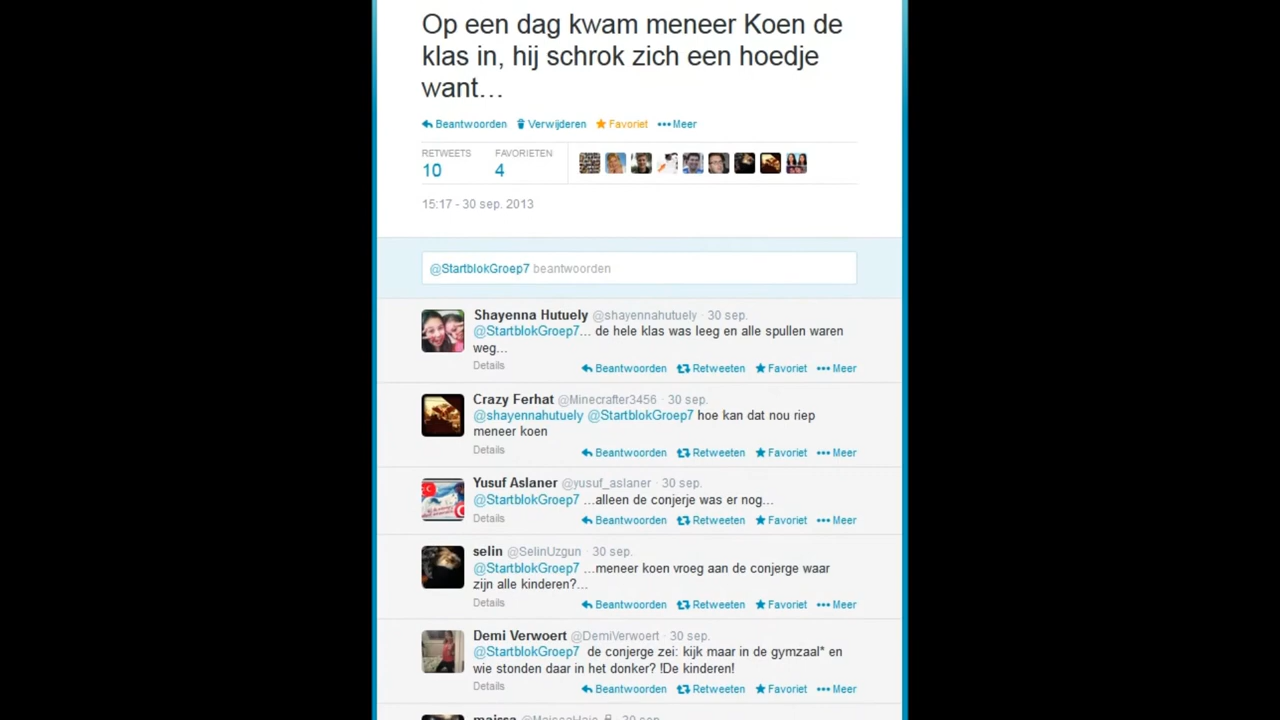 Op een dag kwam meneer Koen de
klas in, hij schrok zich een hoedje
want…
Beantwoorden Verwijderen Favoriet Meer
RETWEETS FAVORIETEN
10 4
15:17 - 30 sep. 2013
@StartblokGroep7 beantwoorden
Shayenna Hutuely @shayennahutuely · 30 sep.
@StartblokGroep7... de hele klas was leeg en alle spullen waren
weg...
Details Beantwoorden Retweeten Favoriet Meer
Crazy Ferhat @Minecrafter3456 · 30 sep.
@shayennahutuely @StartblokGroep7 hoe kan dat nou riep
meneer koen
Details Beantwoorden Retweeten Favoriet Meer
Yusuf Aslaner @yusuf_aslaner · 30 sep.
@StartblokGroep7 ...alleen de conjerje was er nog...
Details Beantwoorden Retweeten Favoriet Meer
selin @SelinUzgun · 30 sep.
@StartblokGroep7 ...meneer koen vroeg aan de conjerge waar
zijn alle kinderen?...
Details Beantwoorden Retweeten Favoriet Meer
Demi Verwoert @DemiVerwoert · 30 sep.
@StartblokGroep7 de conjerge zei: kijk maar in de gymzaal* en
wie stonden daar in het donker? !De kinderen!
Details Beantwoorden Retweeten Favoriet Meer
30 sep.